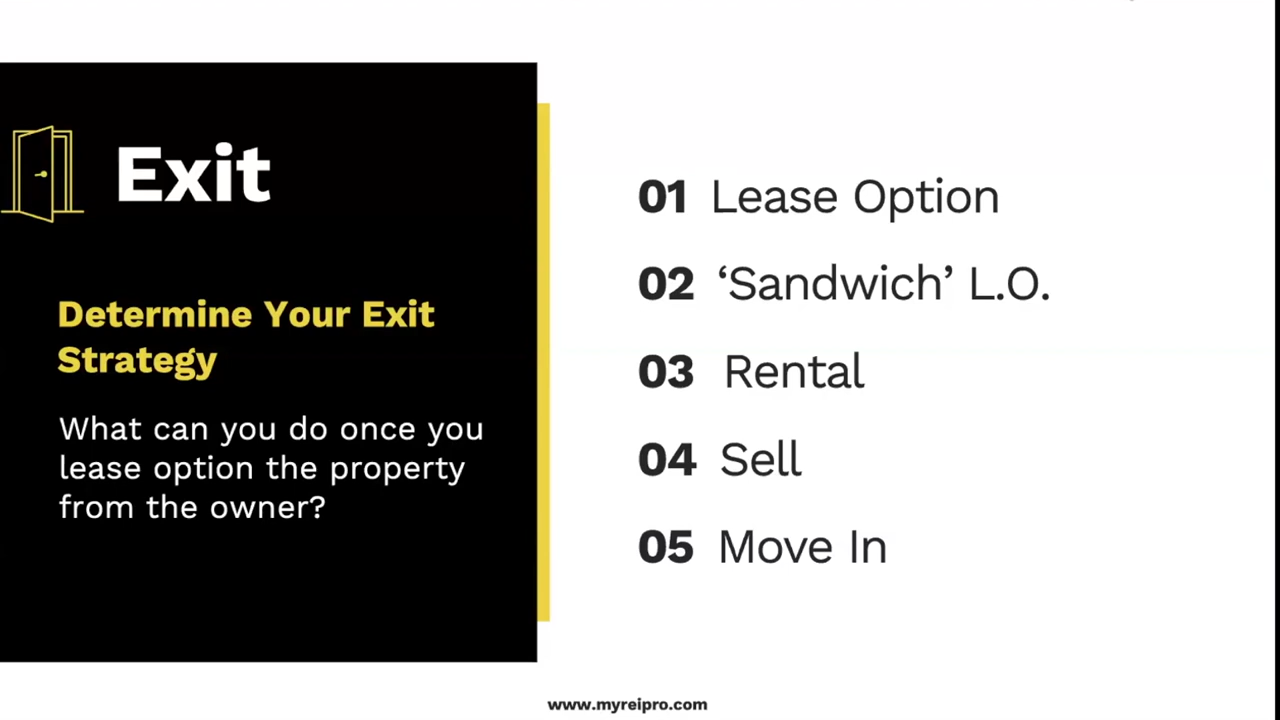 Exit
Determine Your Exit
Strategy
What can you do once you
lease option the property
from the owner?
01 Lease Option
02 ‘Sandwich’ L.O.
03 Rental
04 Sell
05 Move In
www.myreipro.com